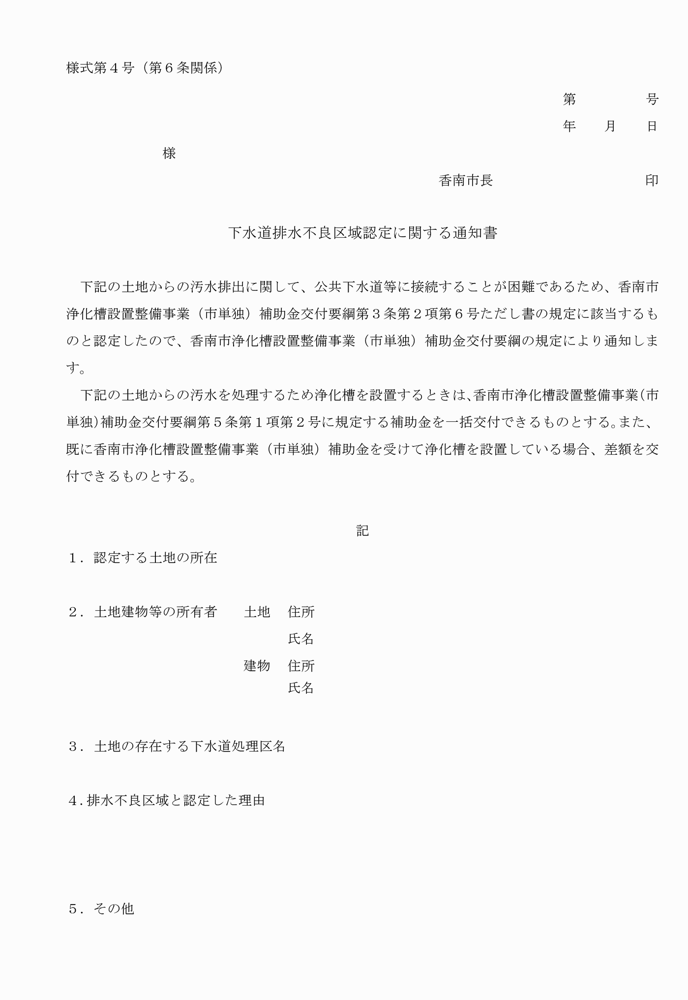 様式第４号（第６条関係）
第　　　　　号
年　　月　　日
様
香南市長　　　　　　　　　　　印
下水道排水不良区域認定に関する通知書
　下記の土地からの汚水排出に関して、公共下水道等に接続することが困難であるため、香南市
浄化槽設置整備事業（市単独）補助金交付要綱第３条第２項第６号ただし書の規定に該当するも
のと認定したので、香南市浄化槽設置整備事業（市単独）補助金交付要綱の規定により通知しま
す。
　下記の土地からの汚水を処理するため浄化槽を設置するときは、香南市浄化槽設置整備事業（市
単独）補助金交付要綱第５条第１項第２号に規定する補助金を一括交付できるものとする。また、
既に香南市浄化槽設置整備事業（市単独）補助金を受けて浄化槽を設置している場合、差額を交
付できるものとする。
記
１．認定する土地の所在
２．土地建物等の所有者　　土地　住所
氏名
建物　住所
氏名
３．土地の存在する下水道処理区名
４.排水不良区域と認定した理由
５．その他